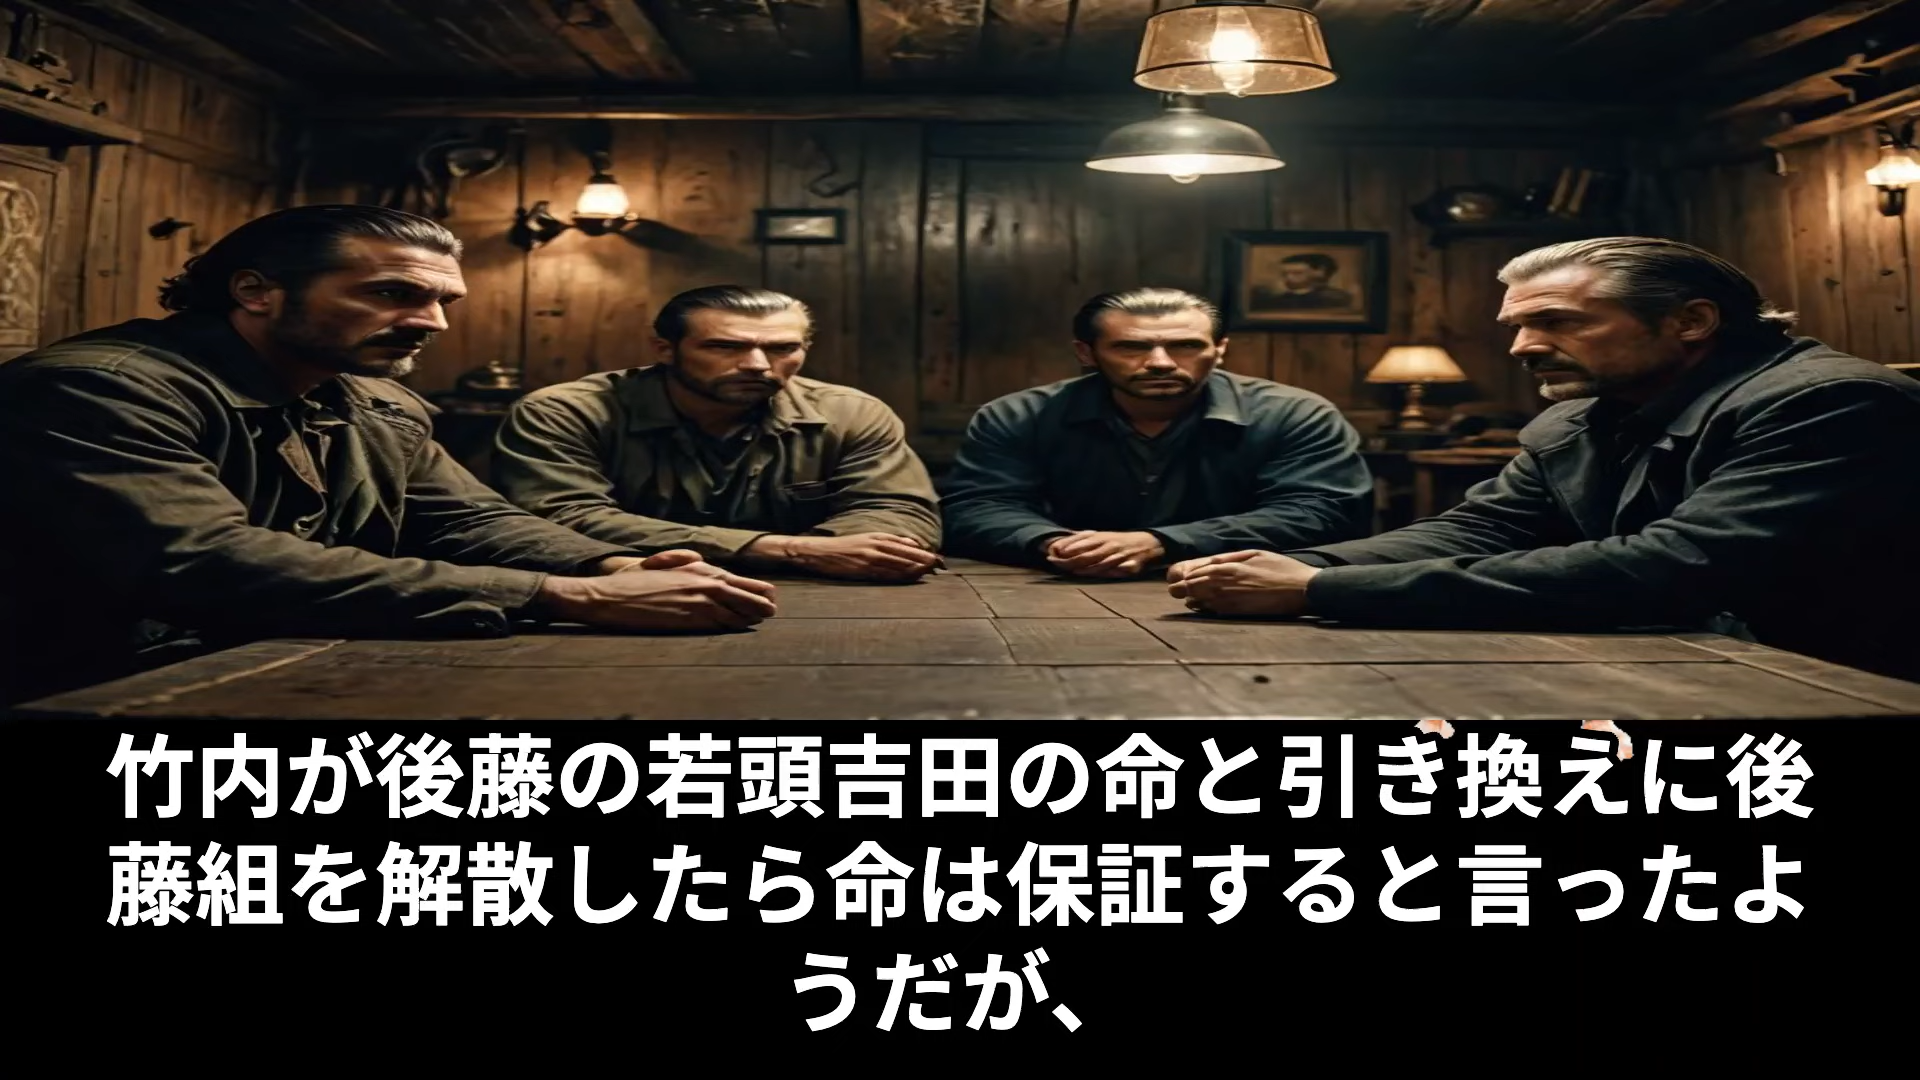 竹内が後藤の若頭吉田の命と引き換えに後
藤組を解散したら命は保証すると言ったよ
うだが、